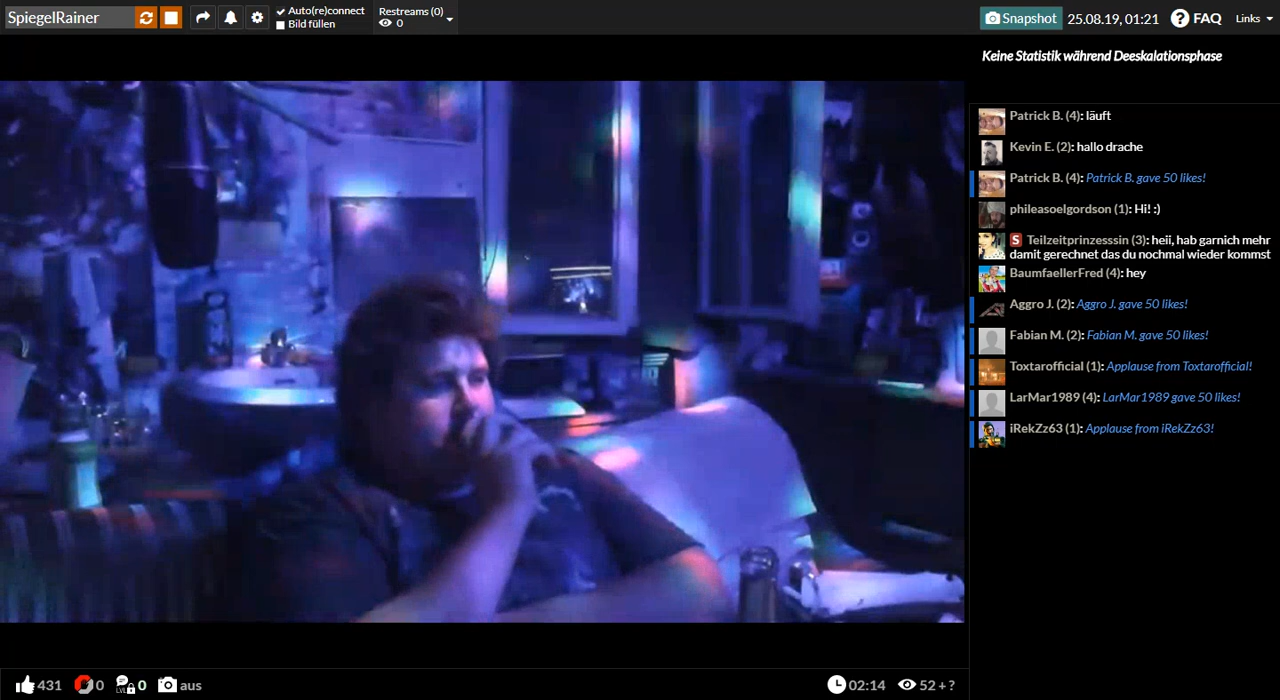 SpiegelRainer
Auto(re)connect
Bild füllen
Restreams (0)
0
Snapshot
25.08.19, 01:21
? FAQ
Links
Keine Statistik während Deeskalationsphase
Patrick B. (4): läuft
Kevin E. (2): hallo drache
Patrick B. (4): Patrick B. gave 50 likes!
phileasoelgordson (1): Hi! :)
S Teilzeitprinzesssin (3): heii, hab garnich mehr
damit gerechnet das du nochmal wieder kommst
BaumfaellerFred (4): hey
Aggro J. (2): Aggro J. gave 50 likes!
Fabian M. (2): Fabian M. gave 50 likes!
Toxtarofficial (1): Applause from Toxtarofficial!
LarMar1989 (4): LarMar1989 gave 50 likes!
iRekZz63 (1): Applause from iRekZz63!
431
0
LVL
0
aus
02:14
52 + ?